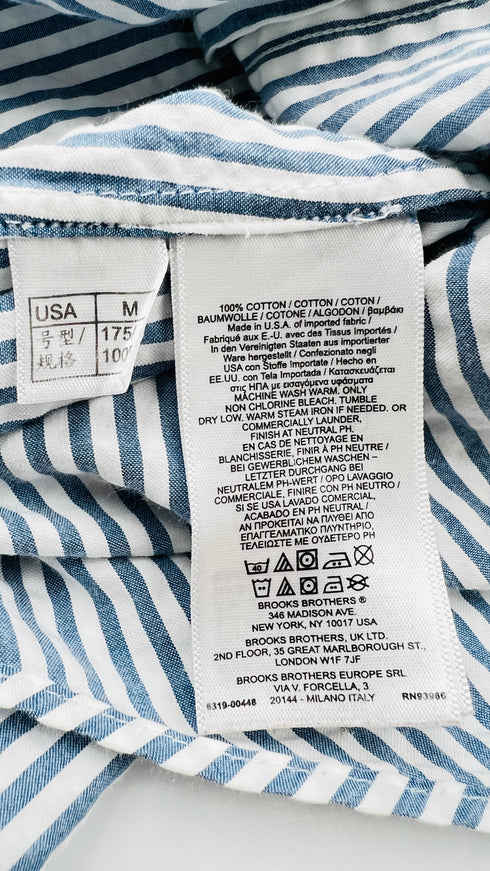 USA M
号型/ 175
规格 100
100% COTTON / COTTON / COTON /
BAUMWOLLE / COTONE / ALGODON / βαμβάκι
Made in U.S.A. of imported fabric /
Fabriqué aux E.U. avec des Tissus Importés /
In den Vereinigten Staaten aus importierter
Ware hergestellt / Confezionato negli
USA con Stoffe Importate / Hecho en
EE.UU. con Tela Importada / Κατασκευάζεται
στις ΗΠΑ με εισαγόμενα υφάσματα
MACHINE WASH WARM. ONLY
NON CHLORINE BLEACH. TUMBLE
DRY LOW. WARM STEAM IRON IF NEEDED. OR
COMMERCIALLY LAUNDER,
FINISH AT NEUTRAL PH.
EN CAS DE NETTOYAGE EN
BLANCHISSERIE, FINIR À PH NEUTRE /
BEI GEWERBLICHEM WASCHEN –
LETZTER DURCHGANG BEI
NEUTRALEM PH-WERT / OPO LAVAGGIO
COMMERCIALE, FINIRE CON PH NEUTRO /
SI SE USA LAVADO COMERCIAL,
ACABADO EN PH NEUTRAL /
ΑΝ ΠΡΟΚΕΙΤΑΙ ΝΑ ΠΛΥΘΕΙ ΑΠΟ
ΕΠΑΓΓΕΛΜΑΤΙΚΟ ΠΛΥΝΤΗΡΙΟ,
ΤΕΛΕΙΩΣΤΕ ΜΕ ΟΥΔΕΤΕΡΟ PH
40
BROOKS BROTHERS ®
346 MADISON AVE.
NEW YORK, NY 10017 USA
BROOKS BROTHERS, UK LTD.
2ND FLOOR, 35 GREAT MARLBOROUGH ST.,
LONDON W1F 7JF
BROOKS BROTHERS EUROPE SRL
VIA V. FORCELLA, 3
6319-00448 20144 - MILANO ITALY RN93986